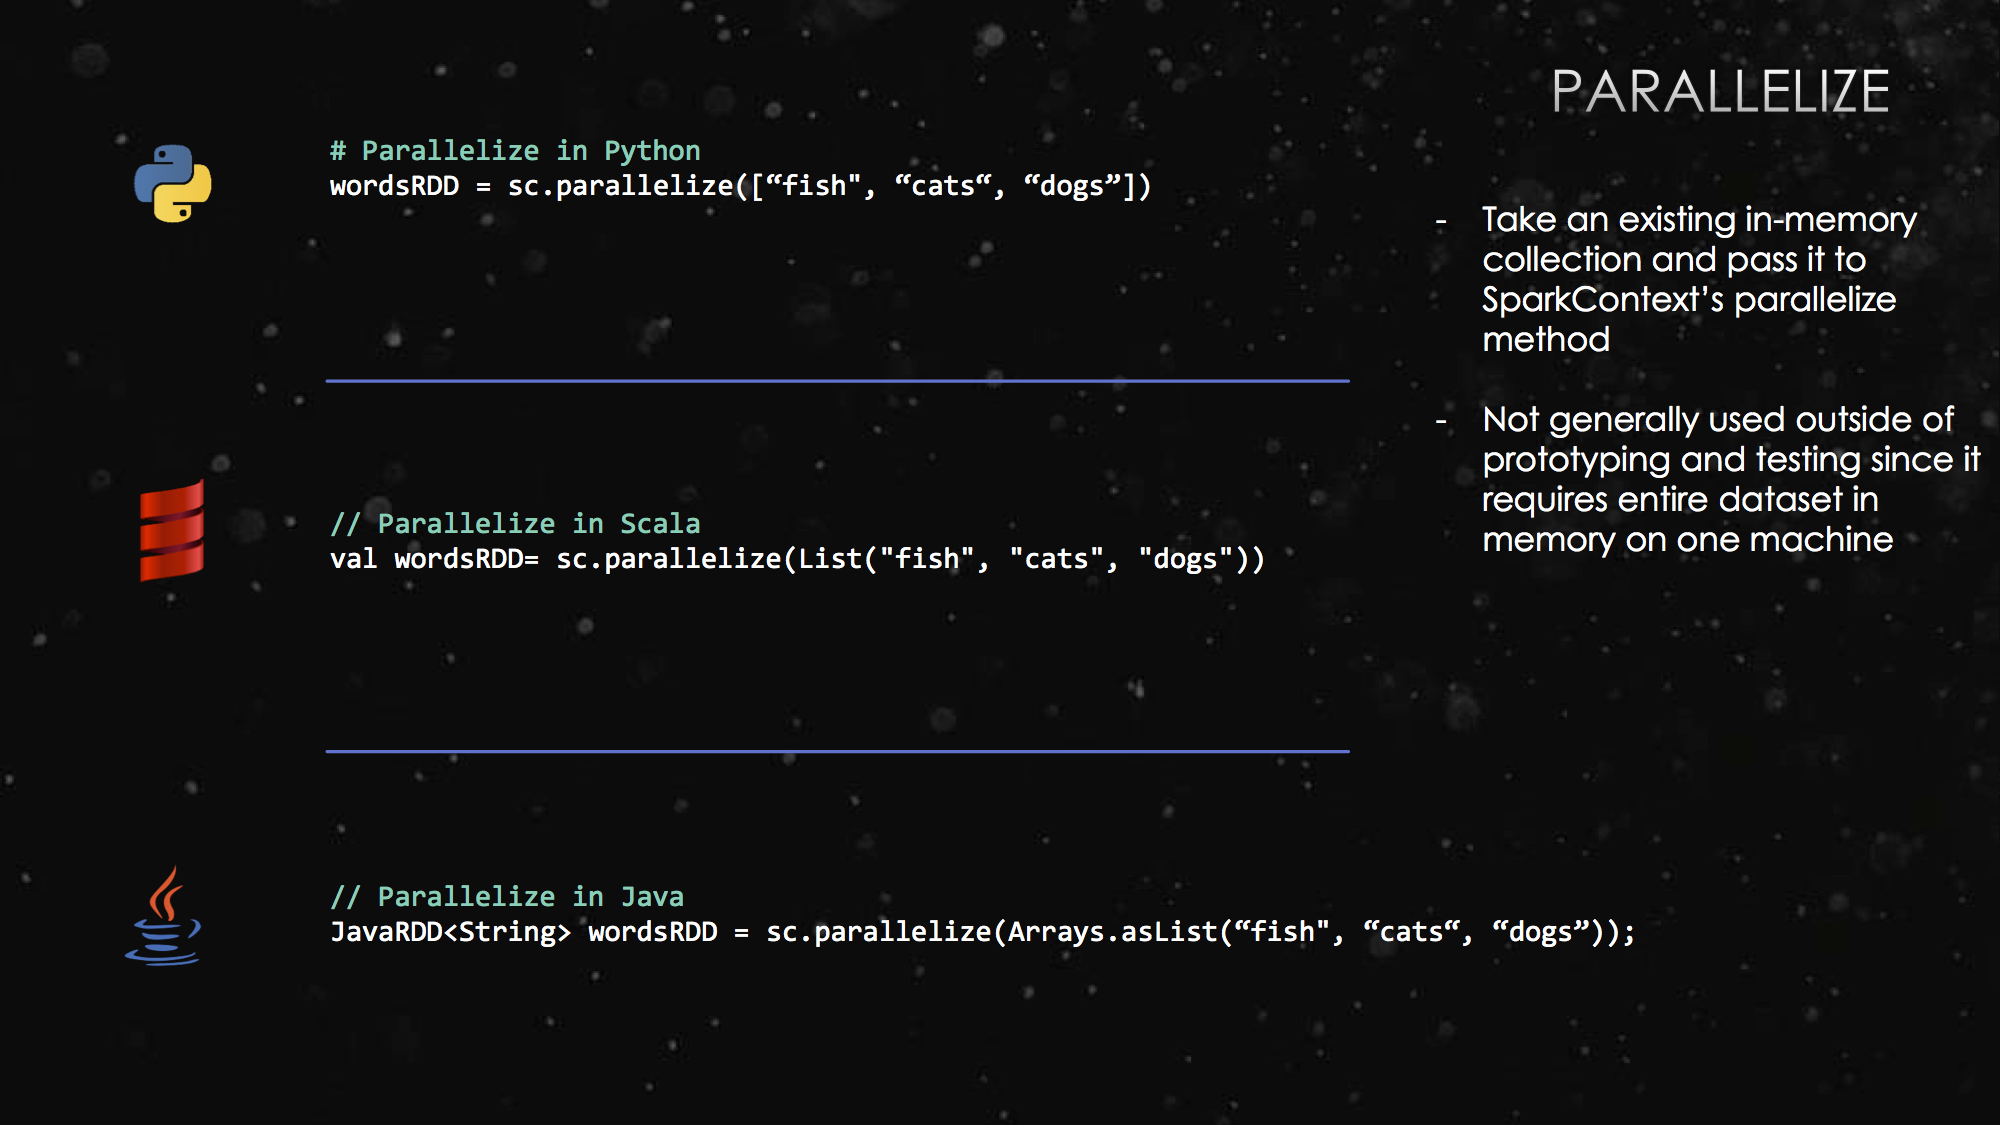 PARALLELIZE
# Parallelize in Python
wordsRDD = sc.parallelize([“fish", “cats“, “dogs”])
// Parallelize in Scala
val wordsRDD= sc.parallelize(List("fish", "cats", "dogs"))
// Parallelize in Java
JavaRDD<String> wordsRDD = sc.parallelize(Arrays.asList(“fish", “cats“, “dogs”));
- Take an existing in-memory
collection and pass it to
SparkContext’s parallelize
method
- Not generally used outside of
prototyping and testing since it
requires entire dataset in
memory on one machine